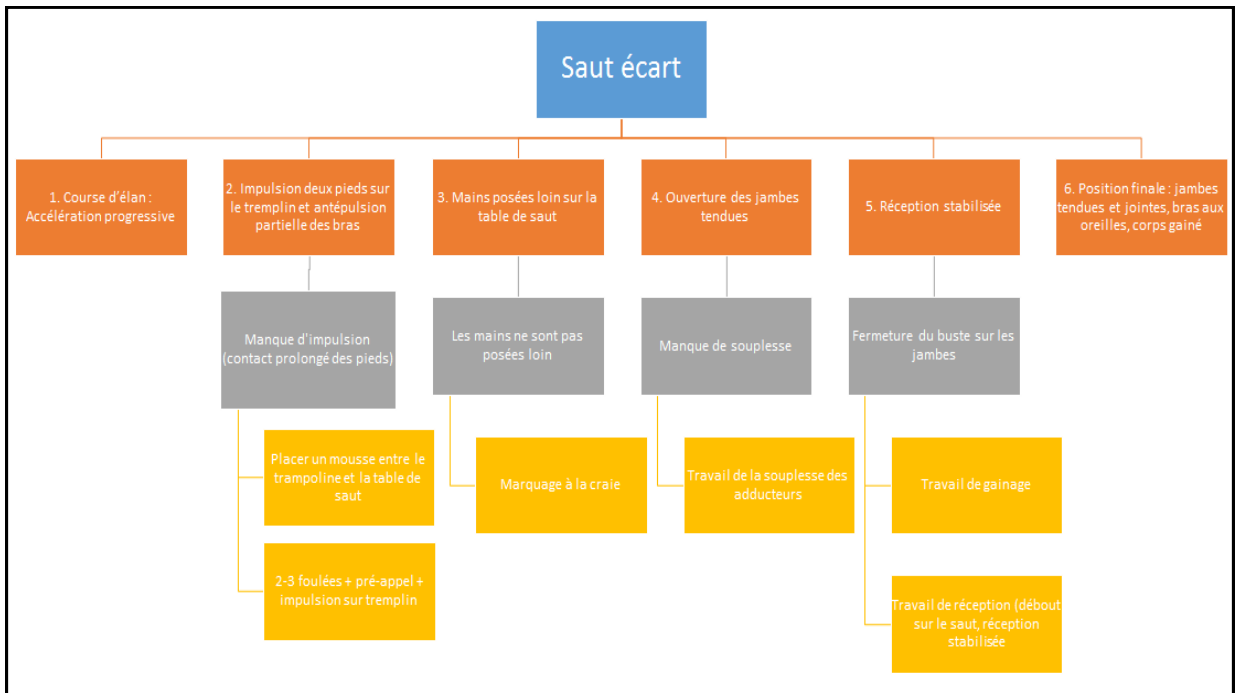 Saut écart
1. Course d'élan :
Accélération progressive
2. Impulsion deux pieds sur
le tremplin et antépulsion
partielle des bras
3. Mains posées loin sur la
table de saut
4. Ouverture des jambes
tendues
5. Réception stabilisée
6. Position finale : jambes
tendues et jointes, bras aux
oreilles, corps gainé
Manque d'impulsion
(contact prolongé des pieds)
Les mains ne sont pas
posées loin
Manque de souplesse
Fermeture du buste sur les
jambes
Placer un mousse entre le
trampoline et la table de
saut
Marquage à la craie
Travail de la souplesse des
adducteurs
Travail de gainage
2-3 foulées + pré-appel +
impulsion sur tremplin
Travail de réception (débout
sur le saut, réception
stabilisée